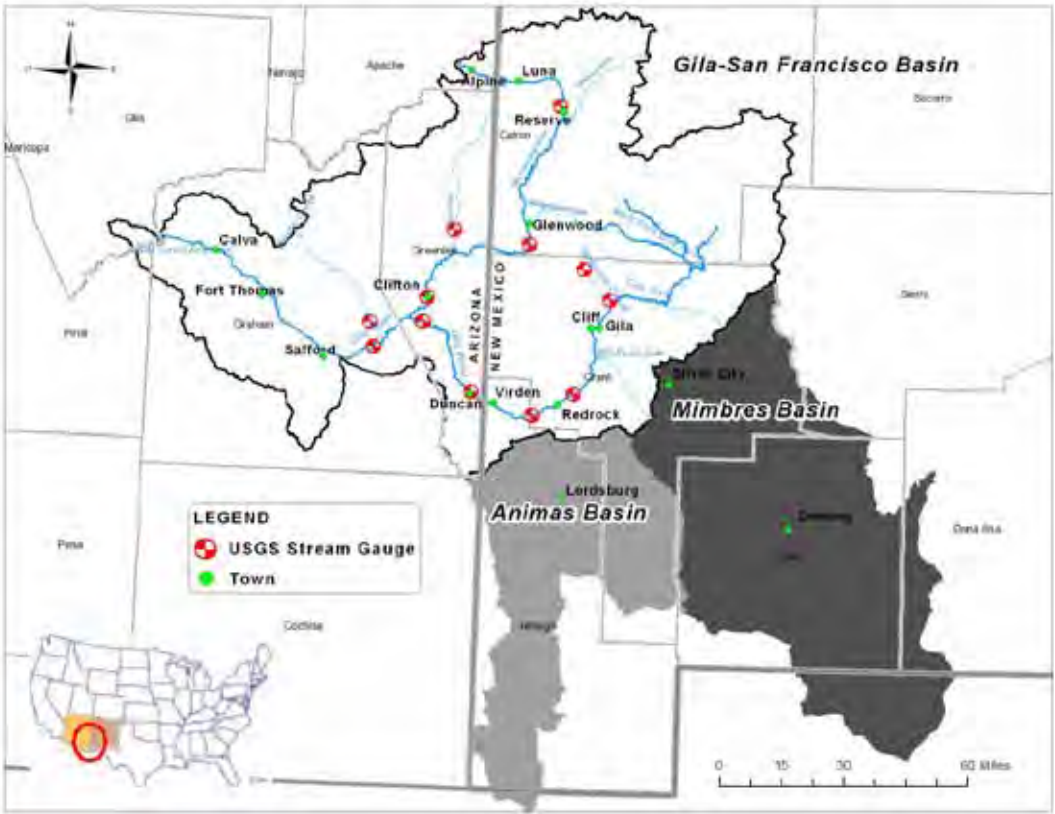 Gila-San Francisco Basin
Navajo
Apache
Alpine
Luna
Socorro
Gila
Reserve
Catron
Maricopa
Glenwood
Calva
Greenlee
Clifton
Fort Thomas
Graham
Pinal
Safford
ARIZONA
NEW MEXICO
Cliff
Gila
Sierra
Grant
Silver City
Duncan
Virden
Redrock
Mimbres Basin
Lordsburg
Animas Basin
Deming
Dona Ana
LEGEND
USGS Stream Gauge
Town
Pima
Cochise
Hidalgo
0 15 30 60 Miles